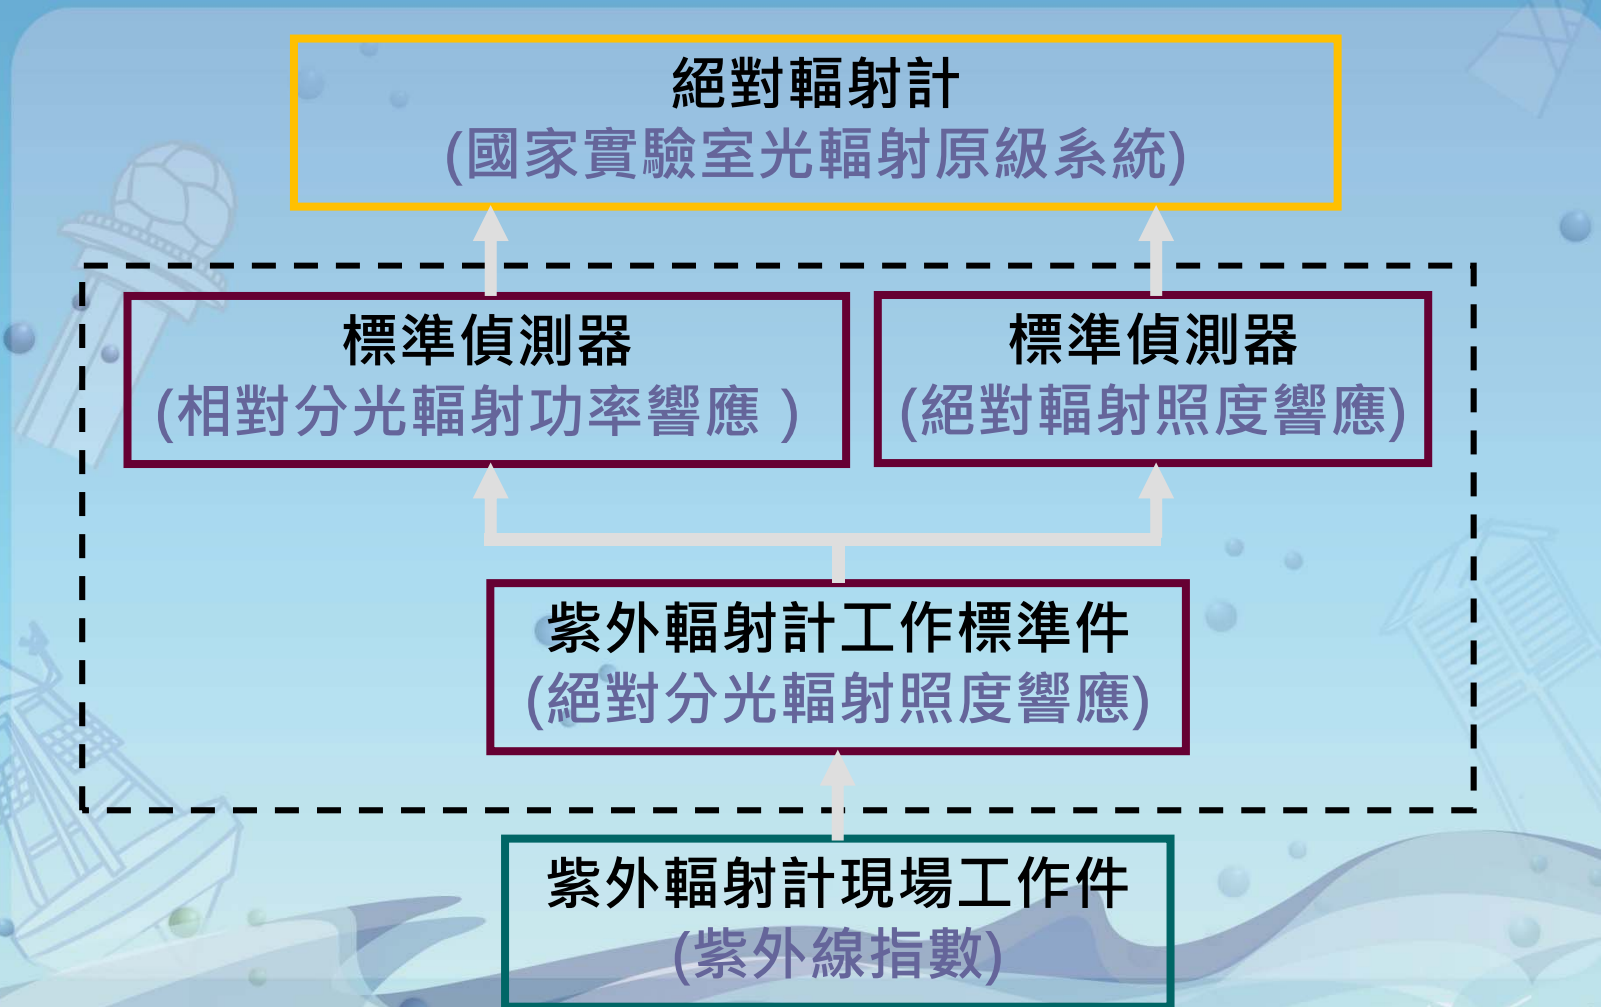 絕對輻射計
(國家實驗室光輻射原級系統)
標準偵測器
(相對分光輻射功率響應)
標準偵測器
(絕對輻射照度響應)
紫外輻射計工作標準件
(絕對分光輻射照度響應)
紫外輻射計現場工作件
(紫外線指數)